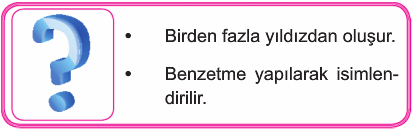 • Birden fazla yıldızdan oluşur.
• Benzetme yapılarak isimlen-
dirilir.